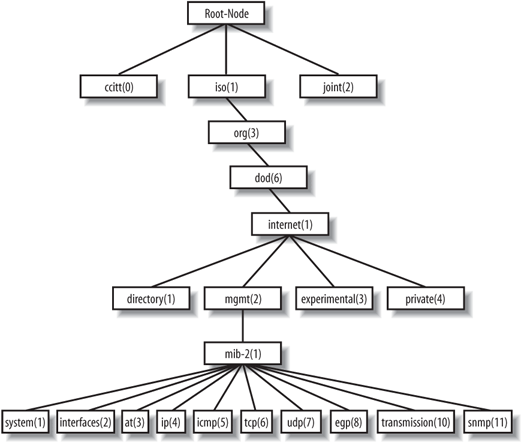 Root-Node
ccitt(0) iso(1) joint(2)
org(3)
dod(6)
internet(1)
directory(1) mgmt(2) experimental(3) private(4)
mib-2(1)
system(1) interfaces(2) at(3) ip(4) icmp(5) tcp(6) udp(7) egp(8) transmission(10) snmp(11)